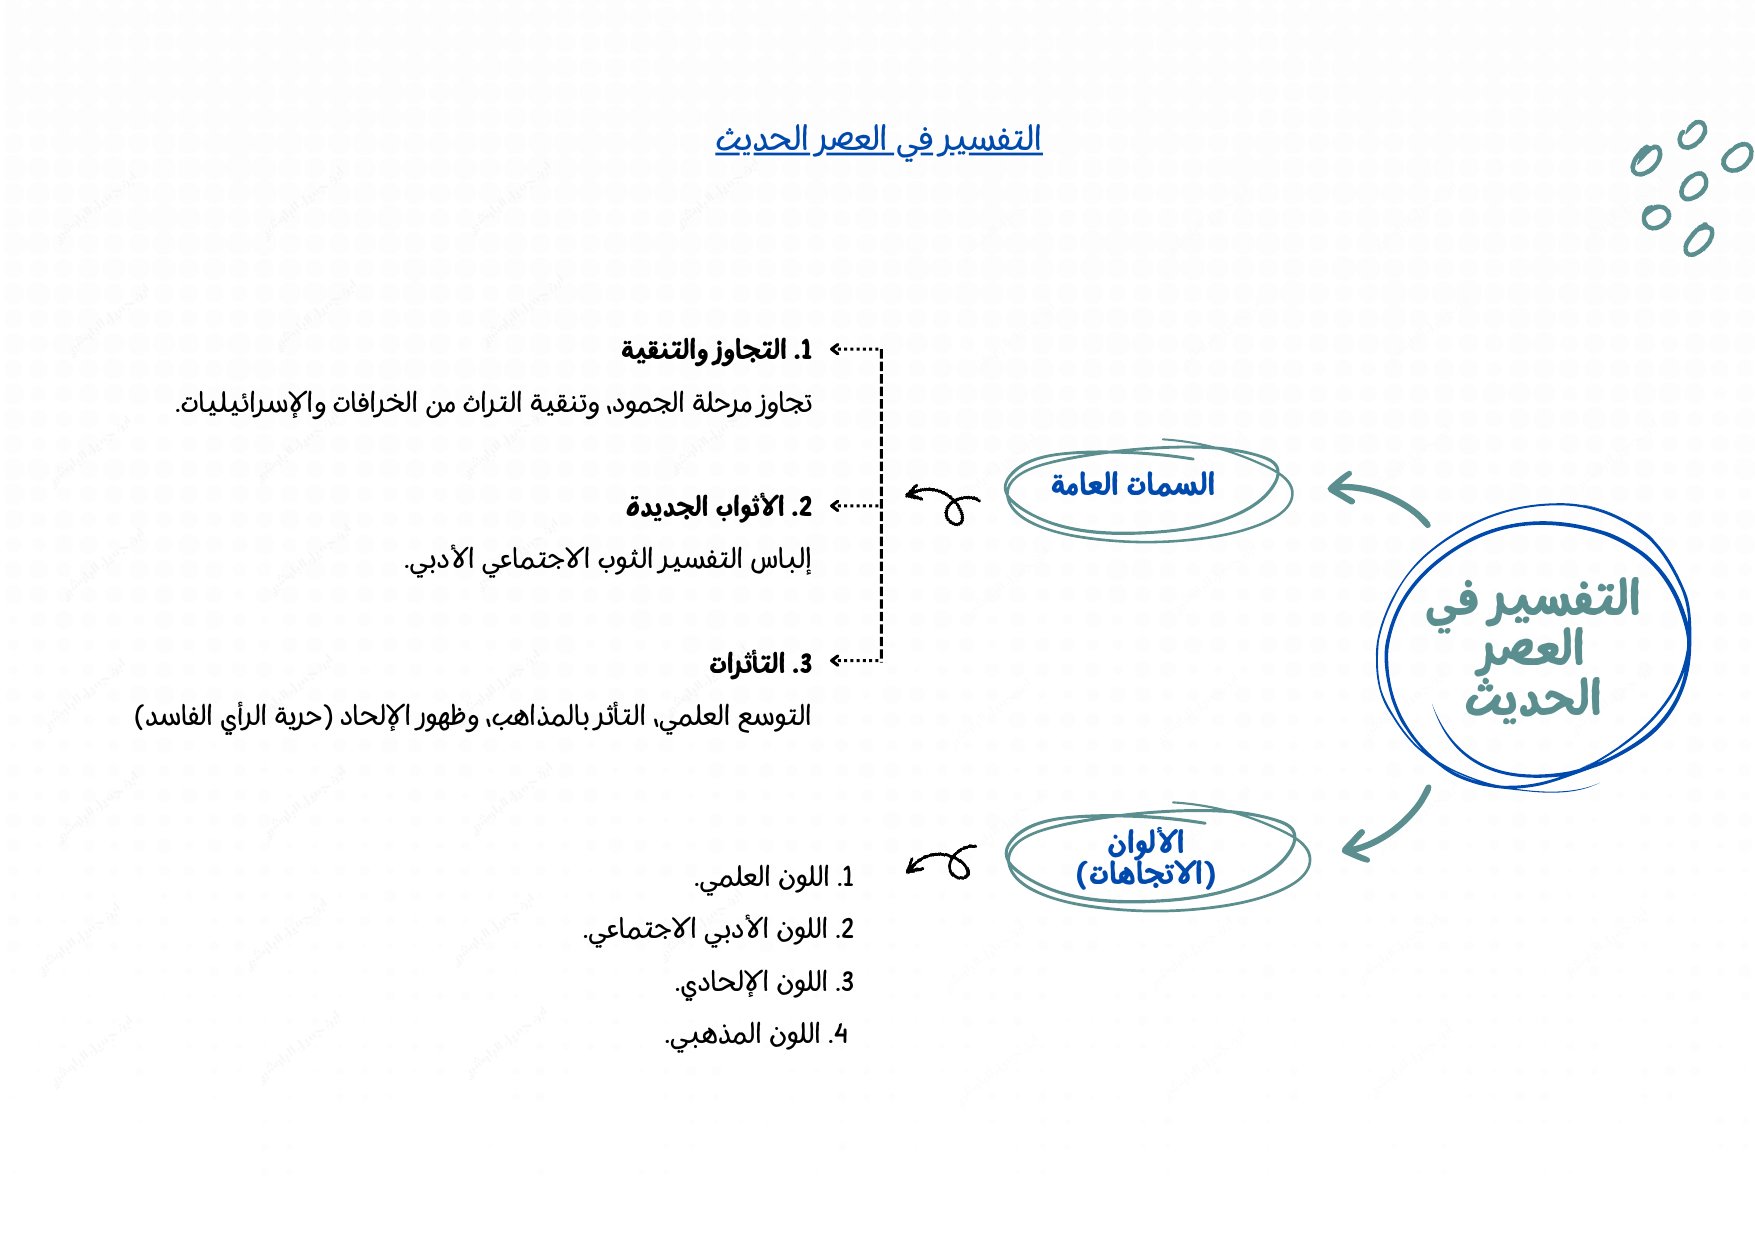 التفسير في العصر الحديث
التفسير في
العصر
الحديث
السمات العامة
1. التجاوز والتنقية
تجاوز مرحلة الجمود، وتنقية التراث من الخرافات والإسرائيليات.
2. الأثواب الجديدة
إلباس التفسير الثوب الاجتماعي الأدبي.
3. التأثرات
التوسع العلمي، التأثر بالمذاهب، وظهور الإلحاد (حرية الرأي الفاسد)
الألوان
(الاتجاهات)
1. اللون العلمي.
2. اللون الأدبي الاجتماعي.
3. اللون الإلحادي.
4. اللون المذهبي.